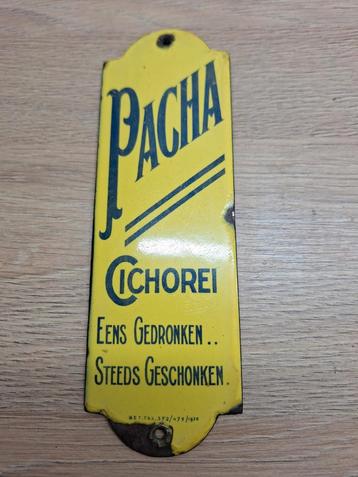 PACHA
CICHOREI
EENS GEDRONKEN..
STEEDS GESCHONKEN.